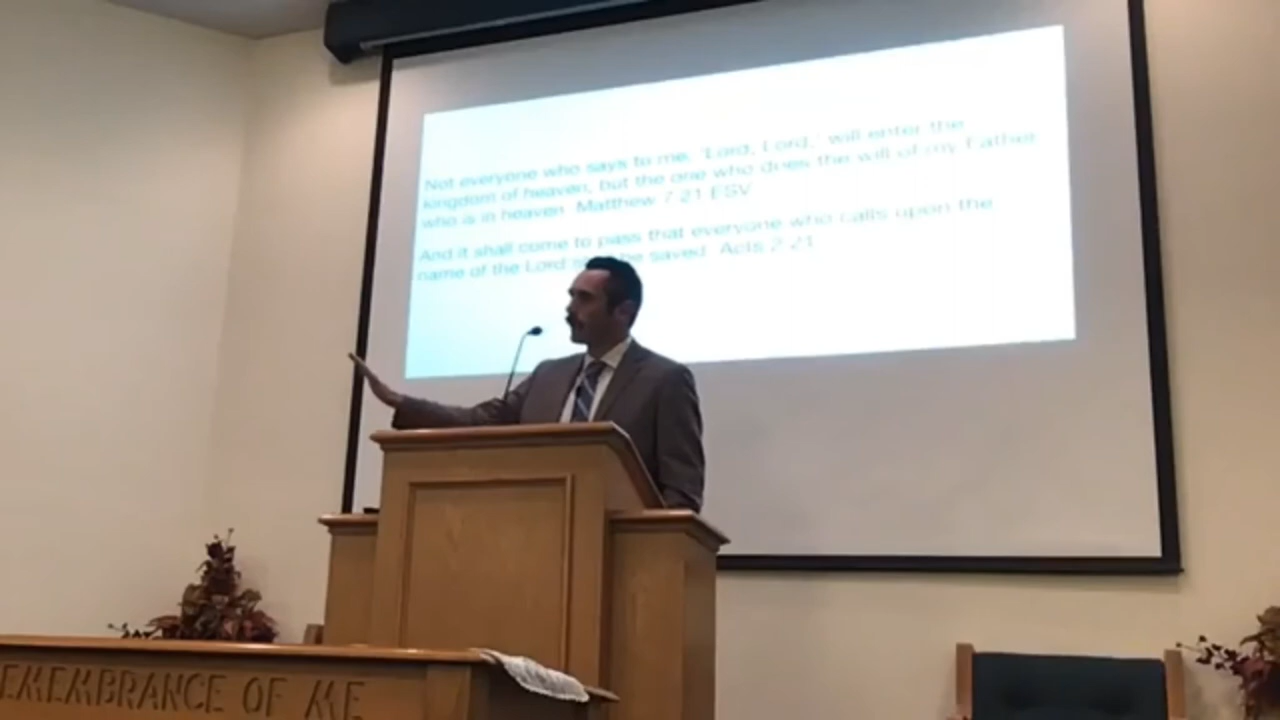 Not everyone who says to me, 'Lord, Lord,' will enter the
kingdom of heaven, but the one who does the will of my Father
who is in heaven. Matthew 7:21 ESV
And it shall come to pass that everyone who calls upon the
name of the Lord be saved. Acts 2:21
EMEMBRANCE OF ME